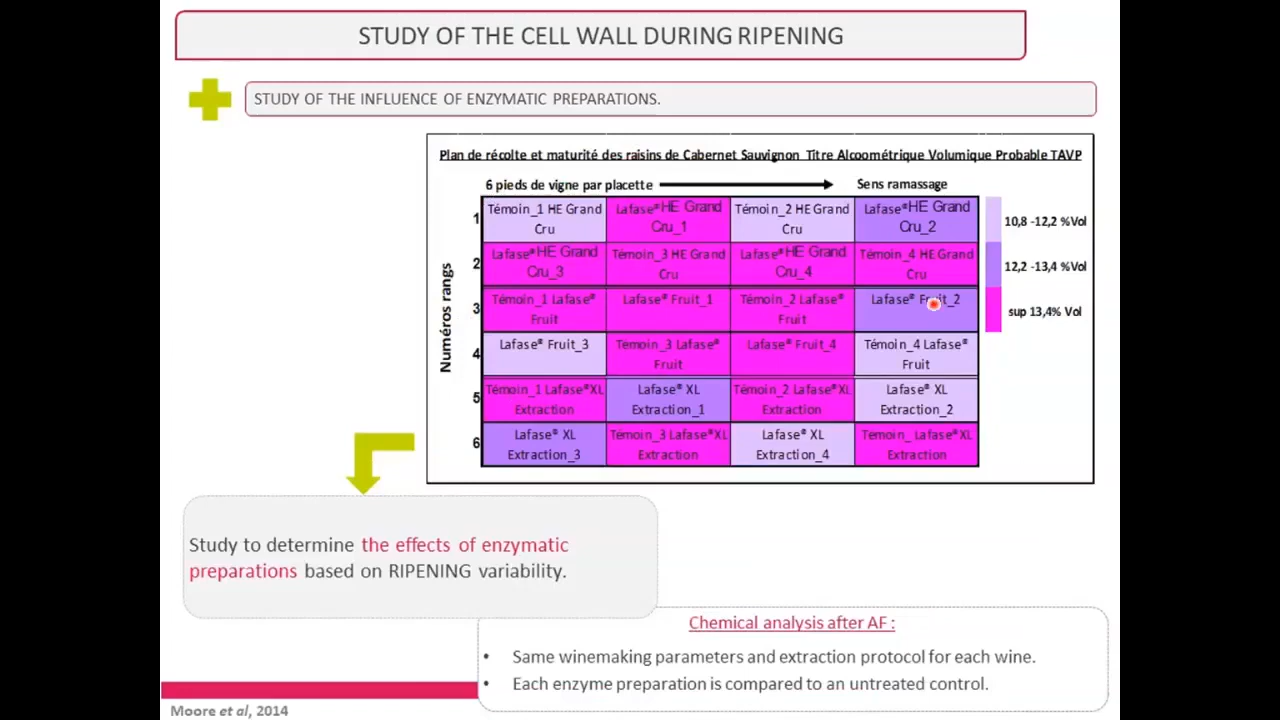 STUDY OF THE CELL WALL DURING RIPENING
STUDY OF THE INFLUENCE OF ENZYMATIC PREPARATIONS.
Plan de récolte et maturité des raisins de Cabernet Sauvignon Titre Alcoométrique Volumique Probable TAVP
6 pieds de vigne par placette
Sens ramassage
Numéros rangs
1
Témoin_1 HE Grand
Cru
Lafase®HE Grand
Cru_1
Témoin_2 HE Grand
Cru
Lafase®HE Grand
Cru_2
2
Lafase®HE Grand
Cru_3
Témoin_3 HE Grand
Cru
Lafase®HE Grand
Cru_4
Témoin_4 HE Grand
Cru
3
Témoin_1 Lafase®
Fruit
Lafase® Fruit_1
Témoin_2 Lafase®
Fruit
Lafase® Fruit_2
4
Lafase® Fruit_3
Témoin_3 Lafase®
Fruit
Lafase® Fruit_4
Témoin_4 Lafase®
Fruit
5
Témoin_1 Lafase®XL
Extraction
Lafase® XL
Extraction_1
Témoin_2 Lafase®XL
Extraction
Lafase® XL
Extraction_2
6
Lafase® XL
Extraction_3
Témoin_3 Lafase®XL
Extraction
Lafase® XL
Extraction_4
Témoin_ Lafase®XL
Extraction
10,8 -12,2 %Vol
12,2 -13,4 %Vol
sup 13,4% Vol
Study to determine the effects of enzymatic
preparations based on RIPENING variability.
Chemical analysis after AF :
• Same winemaking parameters and extraction protocol for each wine.
• Each enzyme preparation is compared to an untreated control.
Moore et al, 2014